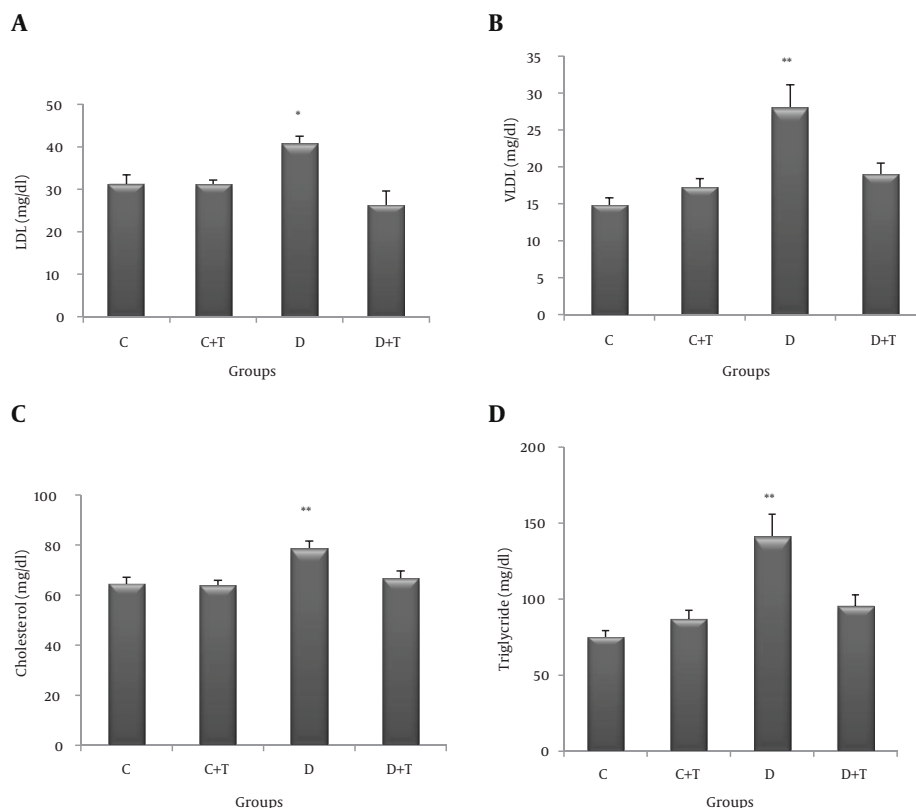 A
LDL (mg/dl)
50
40
30
20
10
0
*
C C+T D D+T
Groups
B
VLDL (mg/dl)
35
30
25
20
15
10
5
0
**
C C+T D D+T
Groups
C
Cholesterol (mg/dl)
100
80
60
40
20
0
**
C C+T D D+T
Groups
D
Triglycride (mg/dl)
200
150
100
50
0
**
C C+T D D+T
Groups